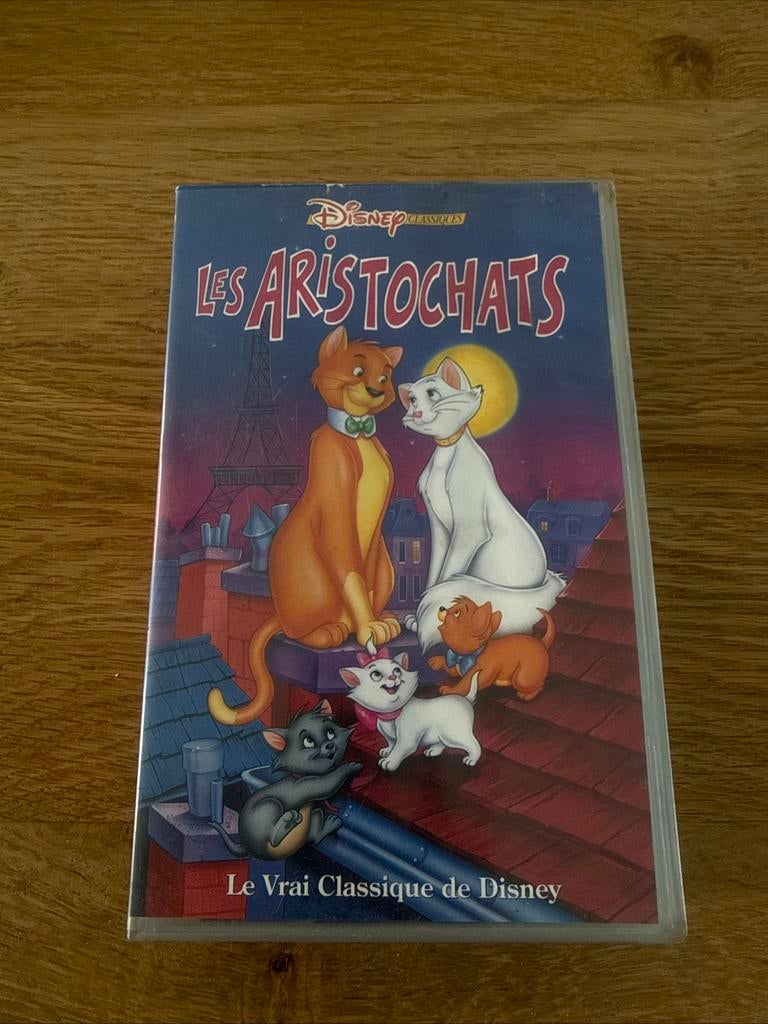 Disney CLASSIQUES
LES ARISTOCHATS
Le Vrai Classique de Disney